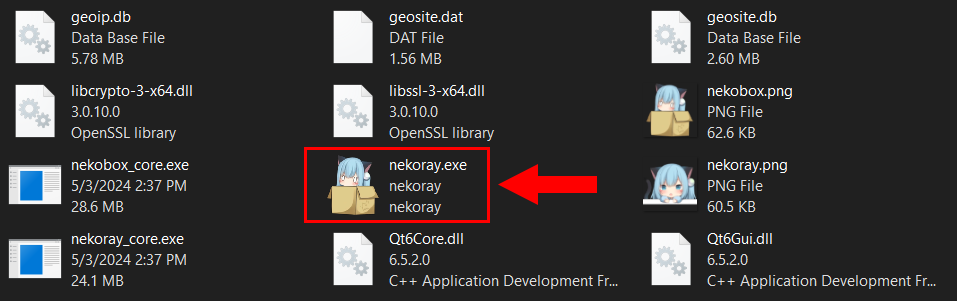 geoip.db
Data Base File
5.78 MB
geosite.dat
DAT File
1.56 MB
geosite.db
Data Base File
2.60 MB
libcrypto-3-x64.dll
3.0.10.0
OpenSSL library
libssl-3-x64.dll
3.0.10.0
OpenSSL library
nekobox.png
PNG File
62.6 KB
nekobox_core.exe
5/3/2024 2:37 PM
28.6 MB
nekoray.exe
nekoray
nekoray
nekoray.png
PNG File
60.5 KB
nekoray_core.exe
5/3/2024 2:37 PM
24.1 MB
Qt6Core.dll
6.5.2.0
C++ Application Development Fr...
Qt6Gui.dll
6.5.2.0
C++ Application Development Fr...